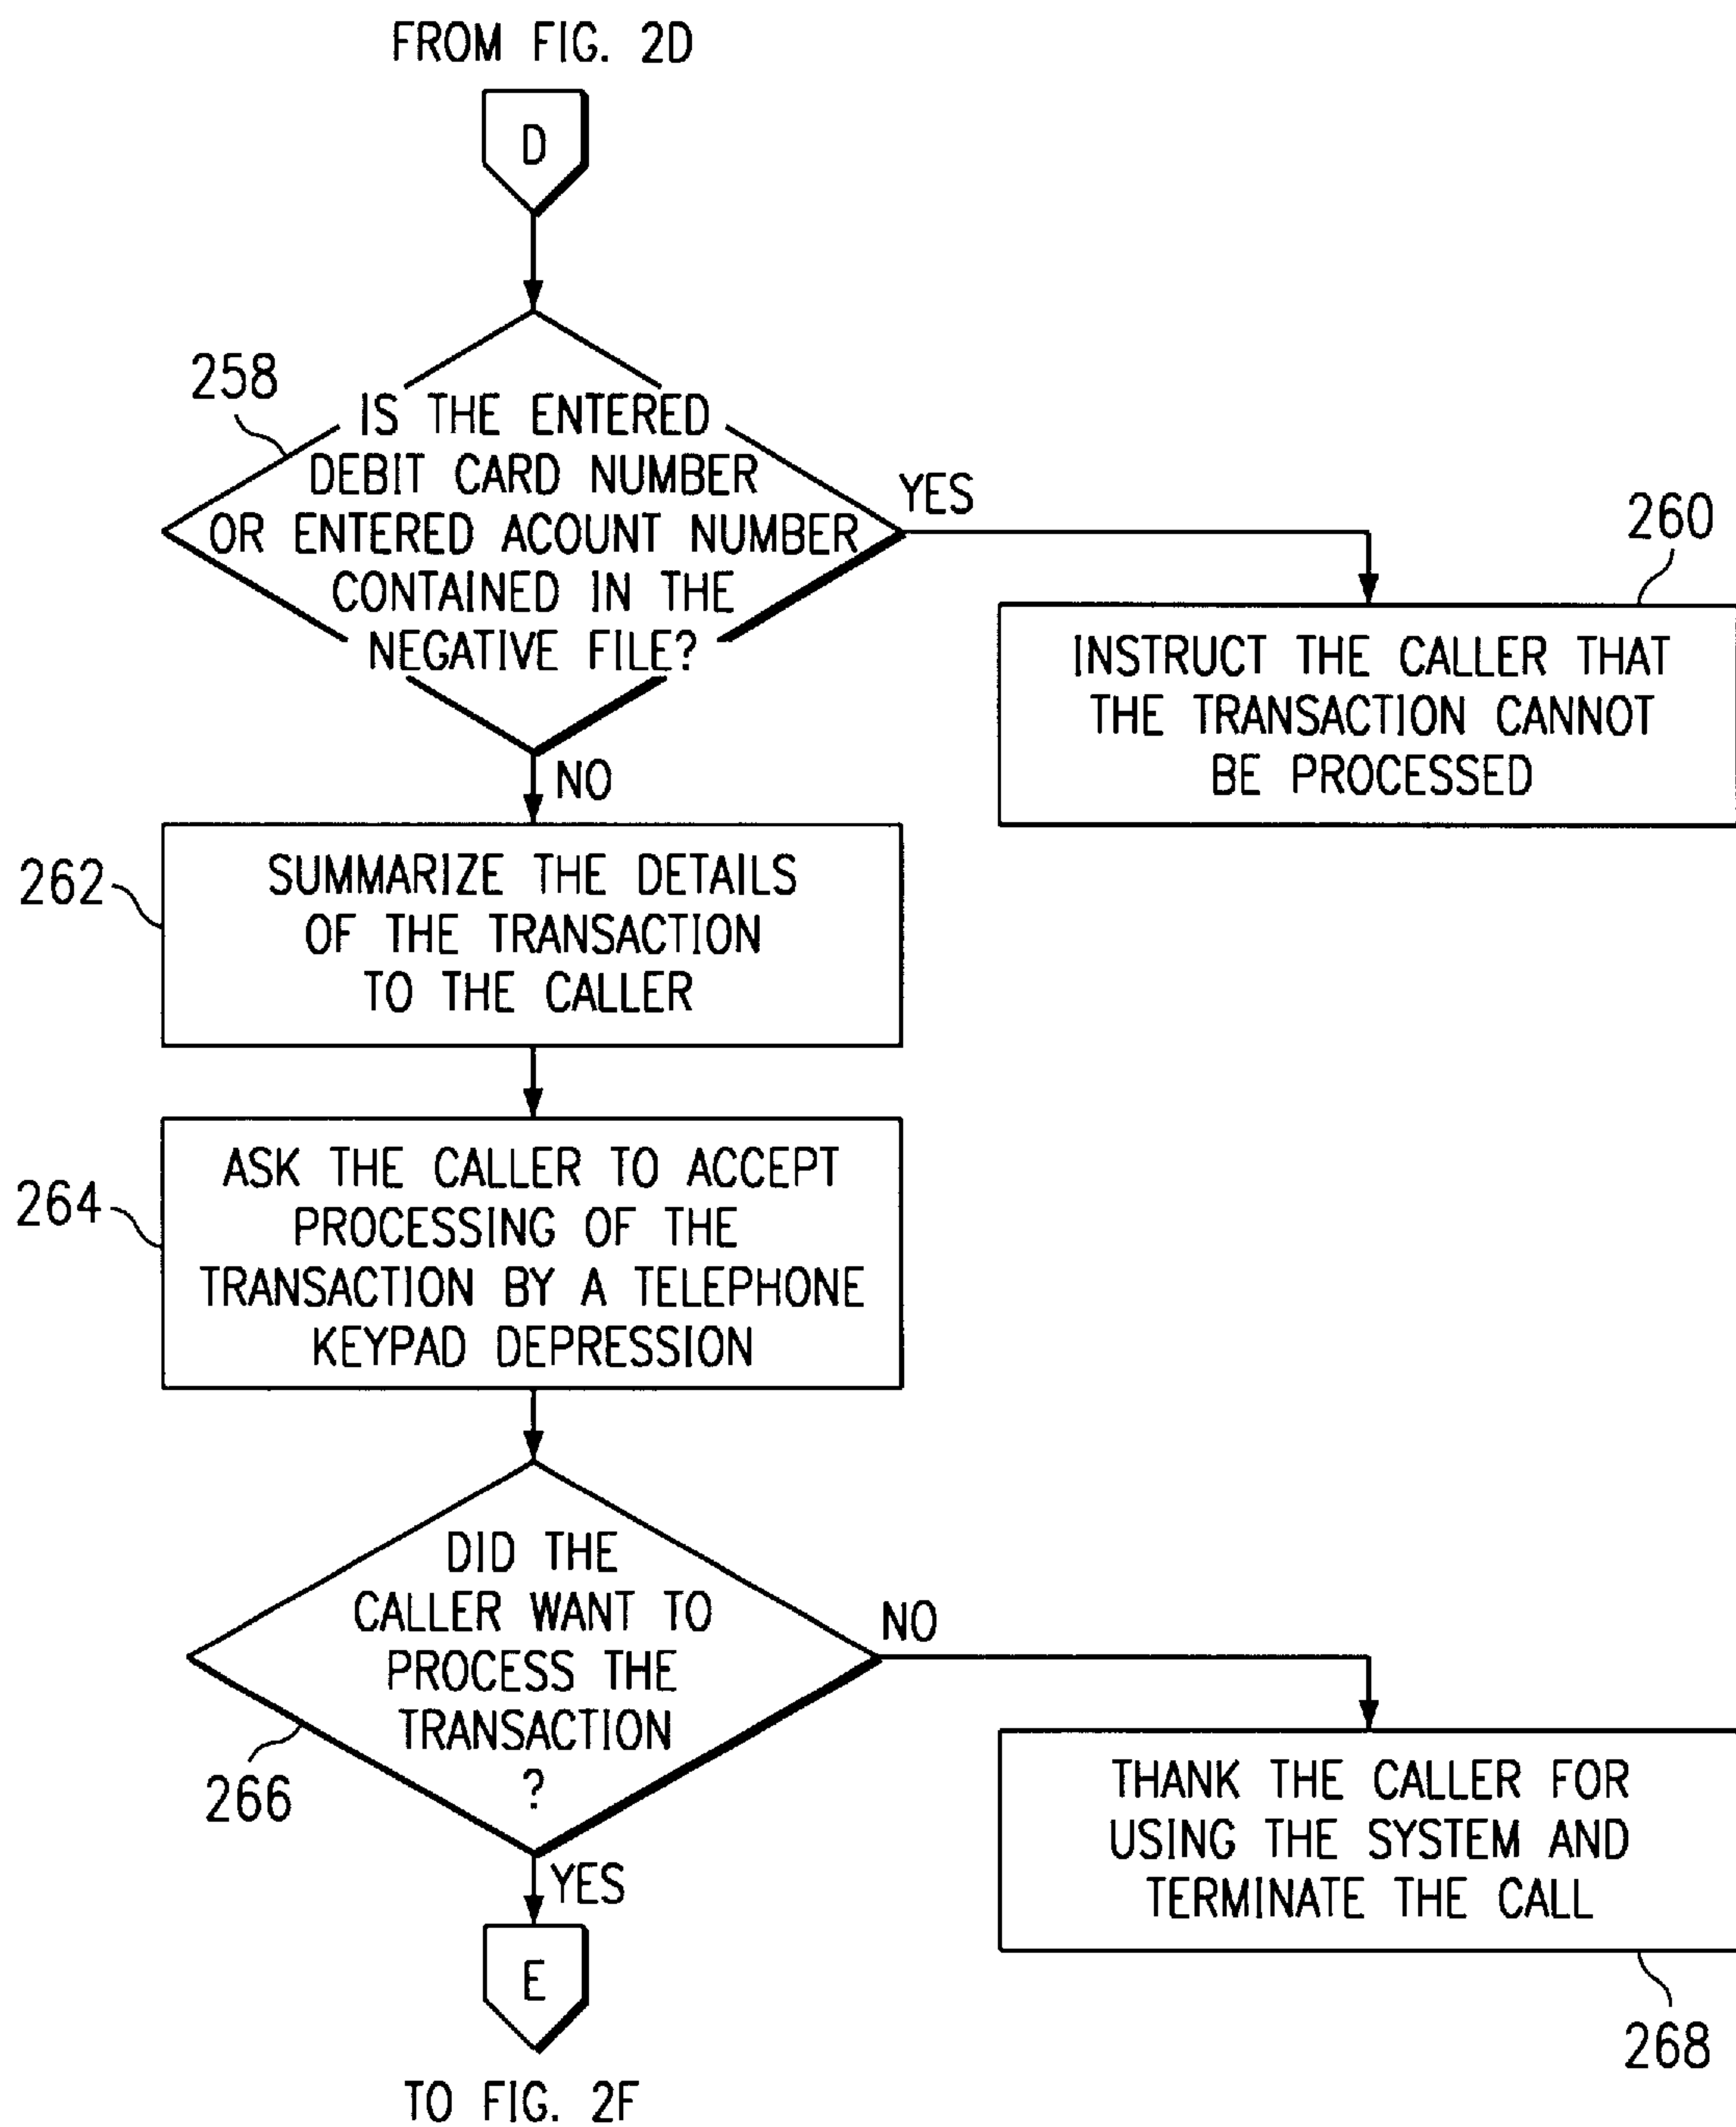 FROM FIG. 2D
D
258
IS THE ENTERED
DEBIT CARD NUMBER
OR ENTERED ACOUNT NUMBER
CONTAINED IN THE
NEGATIVE FILE?
YES
260
INSTRUCT THE CALLER THAT
THE TRANSACTION CANNOT
BE PROCESSED
NO
262
SUMMARIZE THE DETAILS
OF THE TRANSACTION
TO THE CALLER
264
ASK THE CALLER TO ACCEPT
PROCESSING OF THE
TRANSACTION BY A TELEPHONE
KEYPAD DEPRESSION
DID THE
CALLER WANT TO
PROCESS THE
TRANSACTION
?
266
NO
THANK THE CALLER FOR
USING THE SYSTEM AND
TERMINATE THE CALL
268
YES
E
TO FIG. 2F